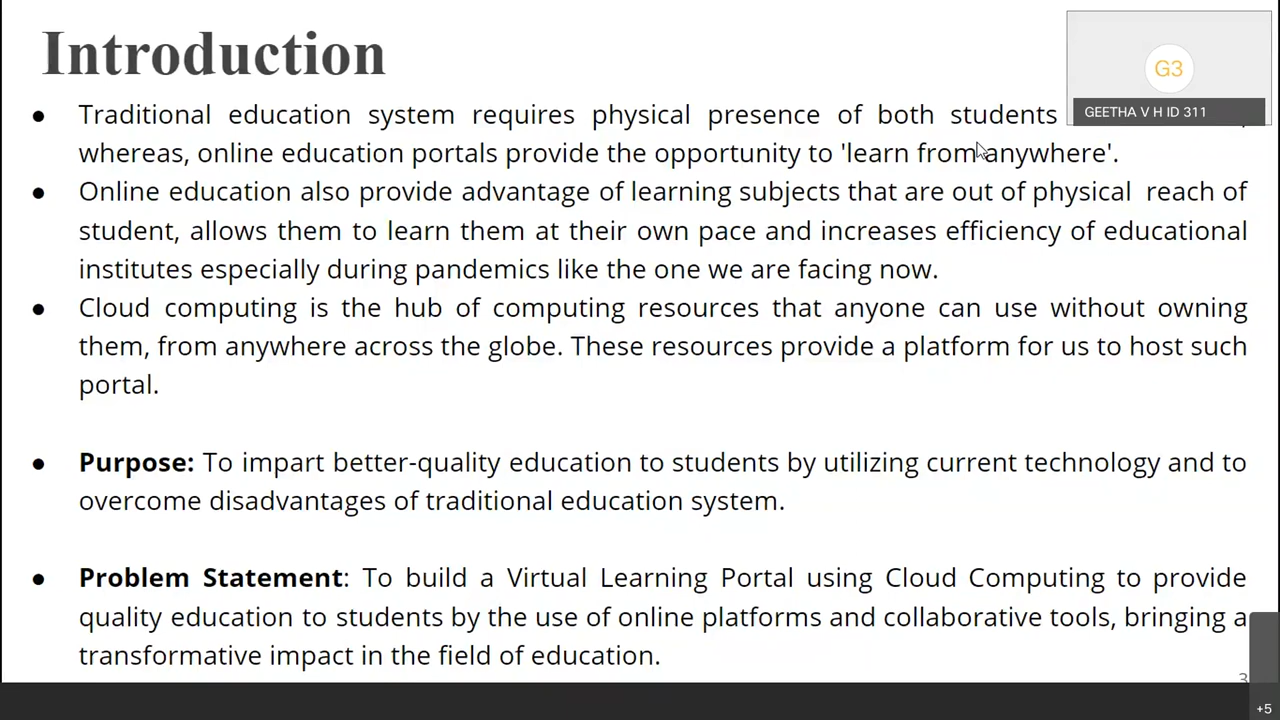 Introduction
G3
GEETHA V H ID 311
● Traditional education system requires physical presence of both students
whereas, online education portals provide the opportunity to 'learn from anywhere'.
● Online education also provide advantage of learning subjects that are out of physical reach of
student, allows them to learn them at their own pace and increases efficiency of educational
institutes especially during pandemics like the one we are facing now.
● Cloud computing is the hub of computing resources that anyone can use without owning
them, from anywhere across the globe. These resources provide a platform for us to host such
portal.
● Purpose: To impart better-quality education to students by utilizing current technology and to
overcome disadvantages of traditional education system.
● Problem Statement: To build a Virtual Learning Portal using Cloud Computing to provide
quality education to students by the use of online platforms and collaborative tools, bringing a
transformative impact in the field of education.
3
+5